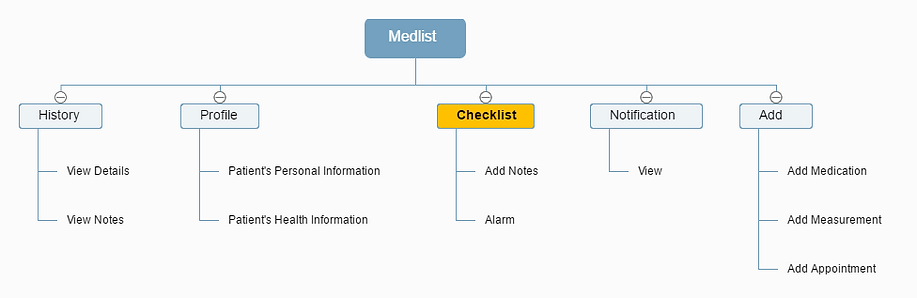 Medlist
History
Profile
Checklist
Notification
Add
View Details
Patient's Personal Information
Add Notes
View
Add Medication
View Notes
Patient's Health Information
Alarm
Add Measurement
Add Appointment